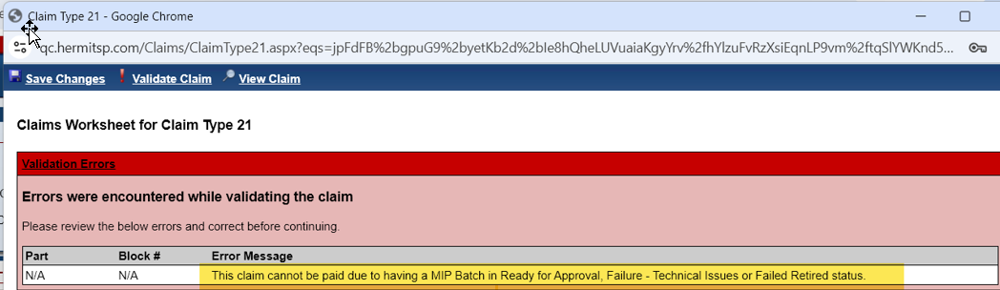 Claim Type 21 - Google Chrome
qc.hermitsp.com/Claims/ClaimType21.aspx?eqs=jpFdFB%2bgpuG9%2byetKb2d%2bIe8hQheLUVuaiaKgyYrv%2fhYlzuFvRzXsiEqnLP9vm%2ftqSlYWKnd5...
Save Changes Validate Claim View Claim
Claims Worksheet for Claim Type 21
Validation Errors
Errors were encountered while validating the claim
Please review the below errors and correct before continuing.
Part Block # Error Message
N/A N/A This claim cannot be paid due to having a MIP Batch in Ready for Approval, Failure - Technical Issues or Failed Retired status.